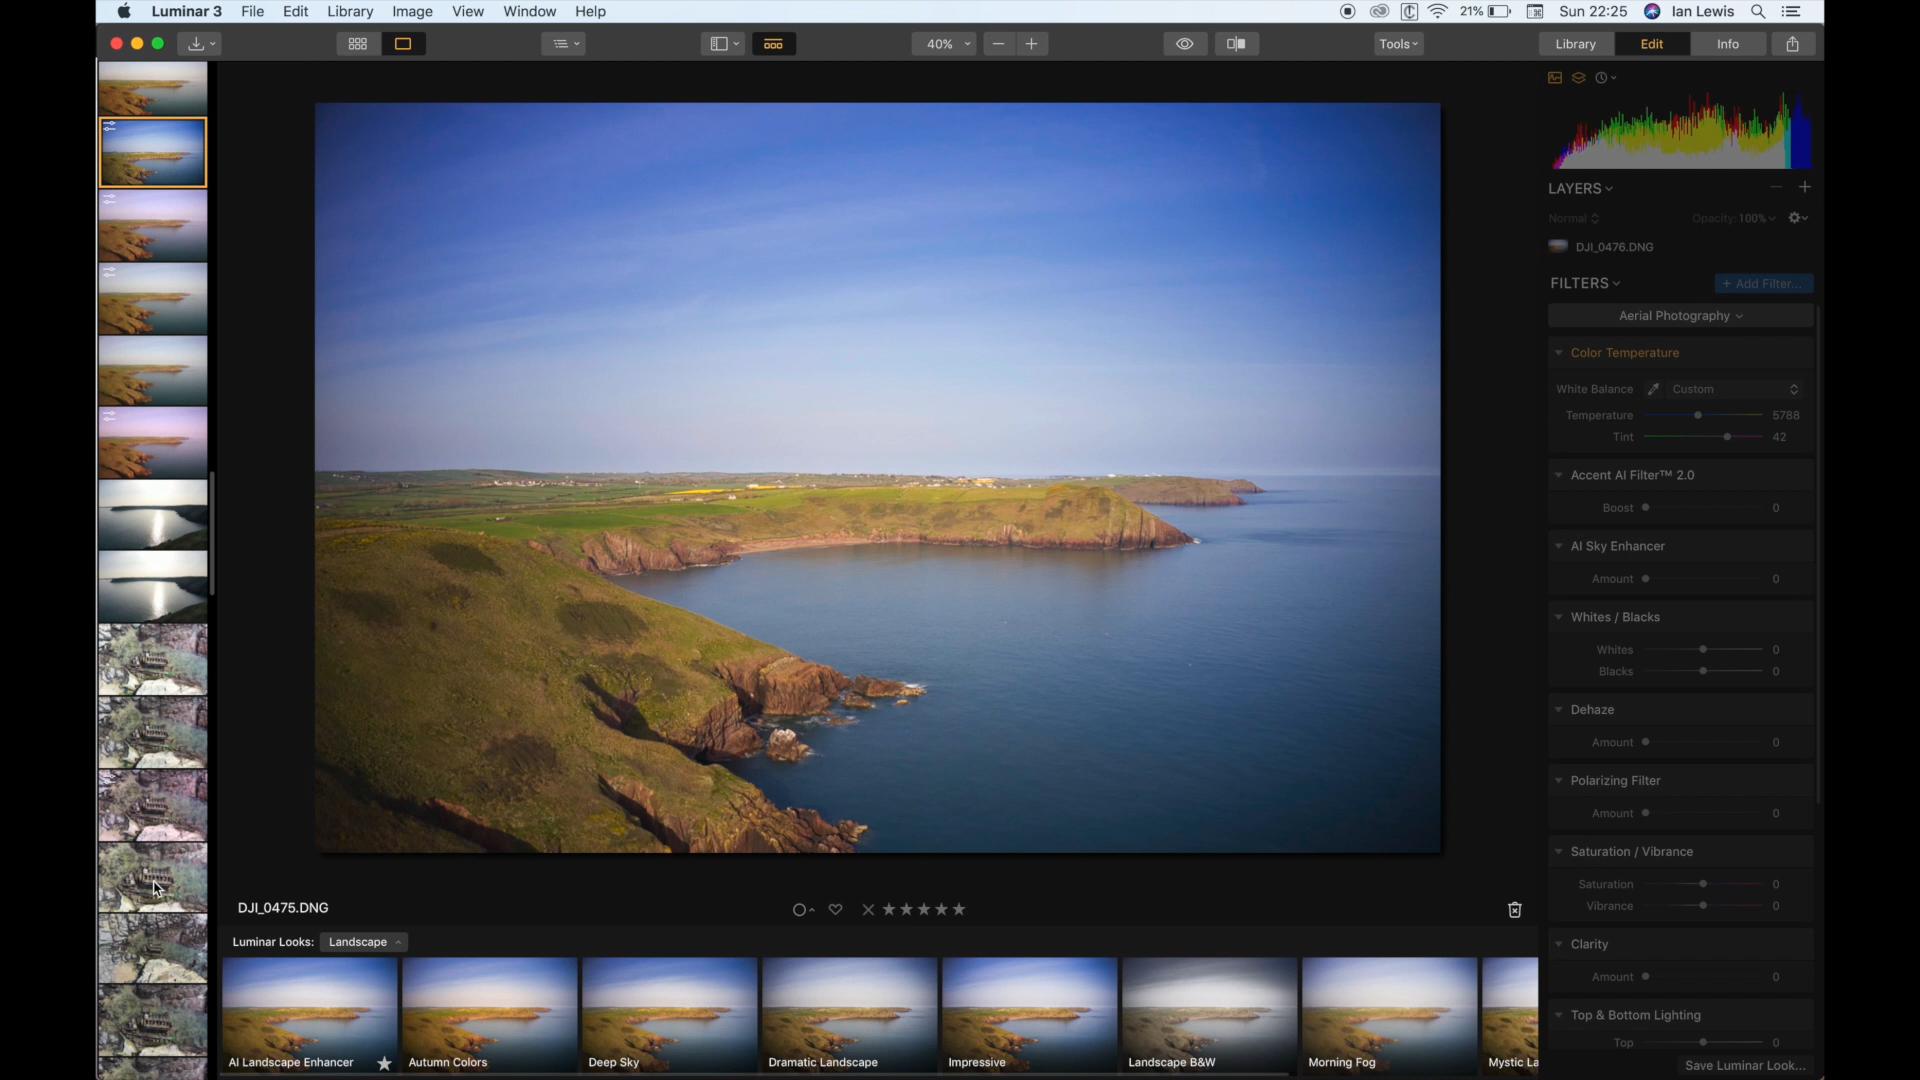 Luminar 3 File Edit Library Image View Window Help 21% Sun 22:25 Ian Lewis
40% Tools Library Edit Info
LAYERS
Normal Opacity: 100%
DJI_0476.DNG
FILTERS + Add Filter...
Aerial Photography
Color Temperature
White Balance Custom
Temperature 5788
Tint 42
Accent AI Filter™ 2.0
Boost 0
AI Sky Enhancer
Amount 0
Whites / Blacks
Whites 0
Blacks 0
Dehaze
Amount 0
Polarizing Filter
Amount 0
Saturation / Vibrance
Saturation 0
Vibrance 0
Clarity
Amount 0
Top & Bottom Lighting
Top 0
Save Luminar Look...
DJI_0475.DNG
Luminar Looks: Landscape
AI Landscape Enhancer Autumn Colors Deep Sky Dramatic Landscape Impressive Landscape B&W Morning Fog Mystic La